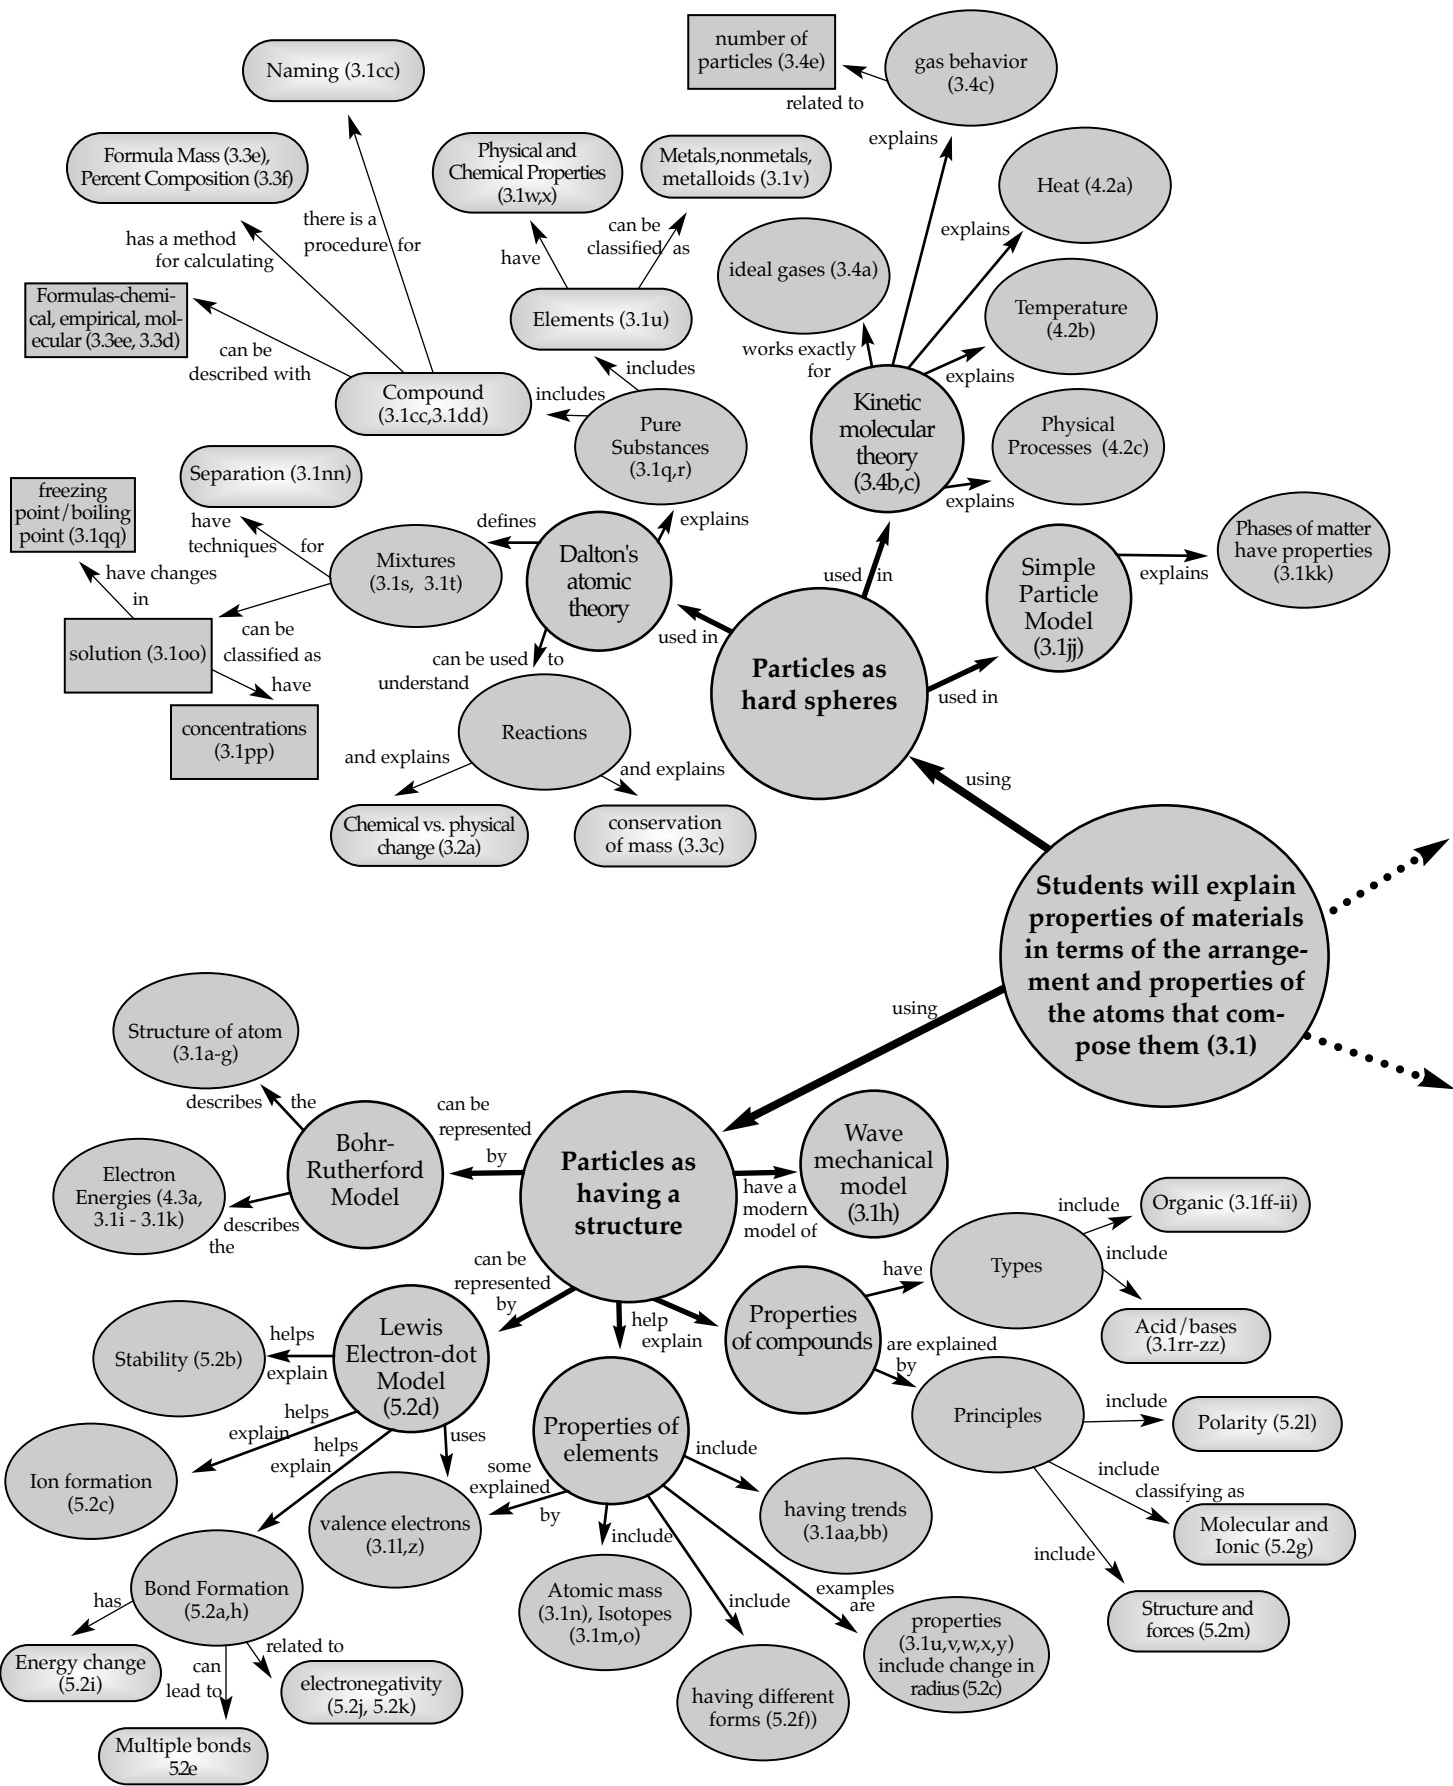 number of
particles (3.4e)
gas behavior
(3.4c)
related to
explains
Naming (3.1cc)
Formula Mass (3.3e),
Percent Composition (3.3f)
Physical and
Chemical Properties
(3.1w,x)
Metals,nonmetals,
metalloids (3.1v)
Heat (4.2a)
explains
there is a
procedure for
has a method
for calculating
have
can be
classified as
ideal gases (3.4a)
Formulas-chemi-
cal, empirical, mol-
ecular (3.3ee, 3.3d)
Elements (3.1u)
Temperature
(4.2b)
works exactly
for
explains
can be
described with
includes
includes
Compound
(3.1cc,3.1dd)
Pure
Substances
(3.1q,r)
Kinetic
molecular
theory
(3.4b,c)
Physical
Processes (4.2c)
explains
Separation (3.1nn)
freezing
point/boiling
point (3.1qq)
have
techniques for
defines
explains
Mixtures
(3.1s, 3.1t)
Dalton's
atomic
theory
used in
Simple
Particle
Model
(3.1jj)
explains
Phases of matter
have properties
(3.1kk)
have changes
in
solution (3.1oo)
can be
classified as
have
concentrations
(3.1pp)
used in
can be used to
understand
Particles as
hard spheres
used in
Reactions
and explains
and explains
Chemical vs. physical
change (3.2a)
conservation
of mass (3.3c)
using
Students will explain
properties of materials
in terms of the arrange-
ment and properties of
the atoms that com-
pose them (3.1)
using
Structure of atom
(3.1a-g)
describes the
Bohr-
Rutherford
Model
can be
represented
by
Particles as
having a
structure
Wave
mechanical
model
(3.1h)
have a
modern
model of
Electron
Energies (4.3a,
3.1i - 3.1k)
describes
the
Organic (3.1ff-ii)
include
Types
include
have
Acid/bases
(3.1rr-zz)
can be
represented
by
help
explain
Properties
of compounds
are explained
by
Stability (5.2b)
helps
explain
Lewis
Electron-dot
Model
(5.2d)
Principles
include
Polarity (5.2l)
helps
explain
helps
explain
uses
some
explained
by
Properties of
elements
include
include
classifying as
Ion formation
(5.2c)
valence electrons
(3.1l,z)
having trends
(3.1aa,bb)
Molecular and
Ionic (5.2g)
include
include
Bond Formation
(5.2a,h)
Atomic mass
(3.1n), Isotopes
(3.1m,o)
include
examples
are
properties
(3.1u,v,w,x,y)
include change in
radius (5.2c)
Structure and
forces (5.2m)
has
Energy change
(5.2i)
can
lead to
related to
electronegativity
(5.2j, 5.2k)
having different
forms (5.2f))
Multiple bonds
5.2e